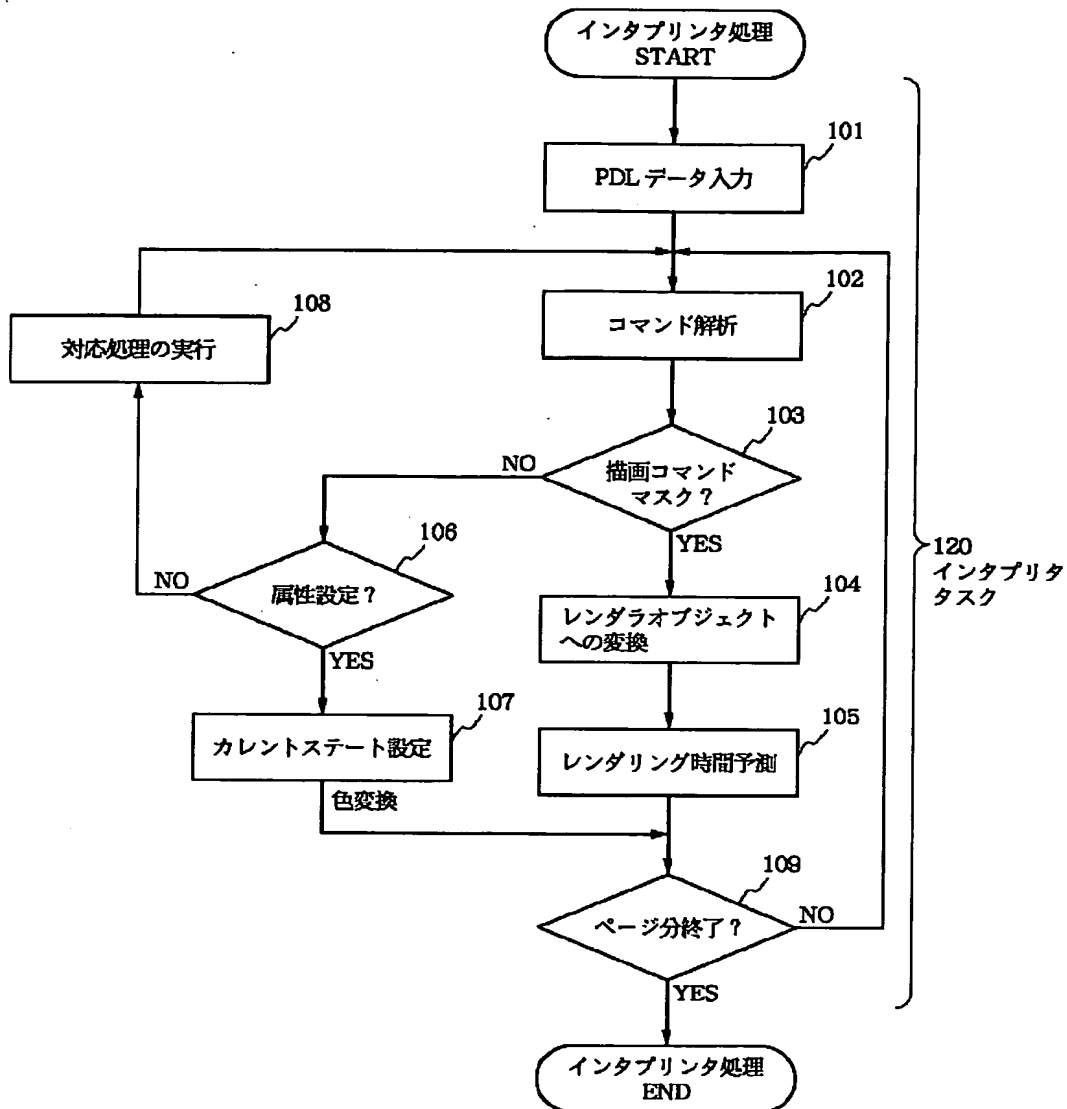 インタプリンタ処理
START
101
PDL データ入力
102
コマンド解析
108
対応処理の実行
103
描画コマンド
マスク?
NO
YES
106
属性設定?
NO
YES
104
レンダラオブジェクト
への変換
120
インタプリタ
タスク
107
カレントステート設定
色変換
105
レンダリング時間予測
109
ページ分終了?
NO
YES
インタプリンタ処理
END